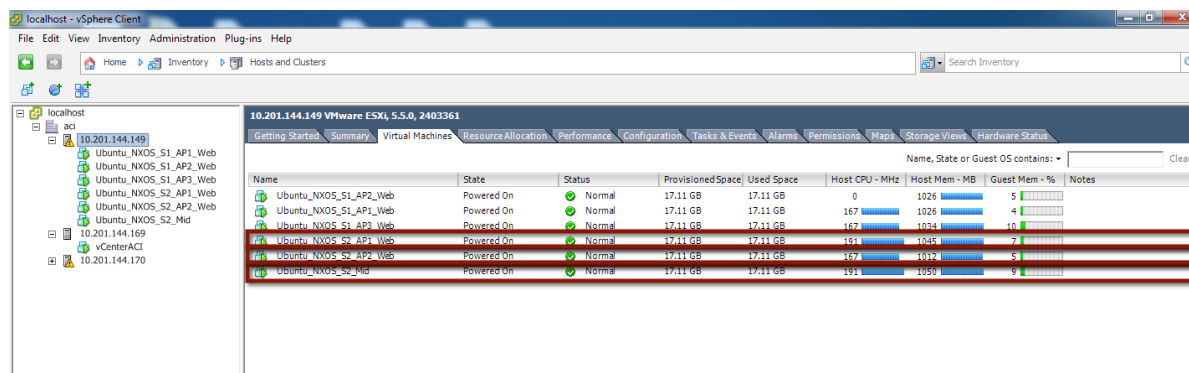 localhost - vSphere Client
File Edit View Inventory Administration Plug-ins Help
Home Inventory Hosts and Clusters
Search Inventory
localhost
aci
10.201.144.149
Ubuntu_NXOS_S1_AP1_Web
Ubuntu_NXOS_S1_AP2_Web
Ubuntu_NXOS_S1_AP3_Web
Ubuntu_NXOS_S2_AP1_Web
Ubuntu_NXOS_S2_AP2_Web
Ubuntu_NXOS_S2_Mid
10.201.144.169
vCenterACI
10.201.144.170
10.201.144.149 VMware ESXi, 5.5.0, 2403361
Getting Started Summary Virtual Machines Resource Allocation Performance Configuration Tasks & Events Alarms Permissions Maps Storage Views Hardware Status
Name, State or Guest OS contains: Clear
Name State Status Provisioned Space Used Space Host CPU - MHz Host Mem - MB Guest Mem - % Notes
Ubuntu_NXOS_S1_AP2_Web Powered On Normal 17.11 GB 17.11 GB 0 1026 5
Ubuntu_NXOS_S1_AP1_Web Powered On Normal 17.11 GB 17.11 GB 167 1026 4
Ubuntu_NXOS_S1_AP3_Web Powered On Normal 17.11 GB 17.11 GB 167 1034 10
Ubuntu_NXOS_S2_AP1_Web Powered On Normal 17.11 GB 17.11 GB 191 1045 7
Ubuntu_NXOS_S2_AP2_Web Powered On Normal 17.11 GB 17.11 GB 167 1012 5
Ubuntu_NXOS_S2_Mid Powered On Normal 17.11 GB 17.11 GB 191 1050 9